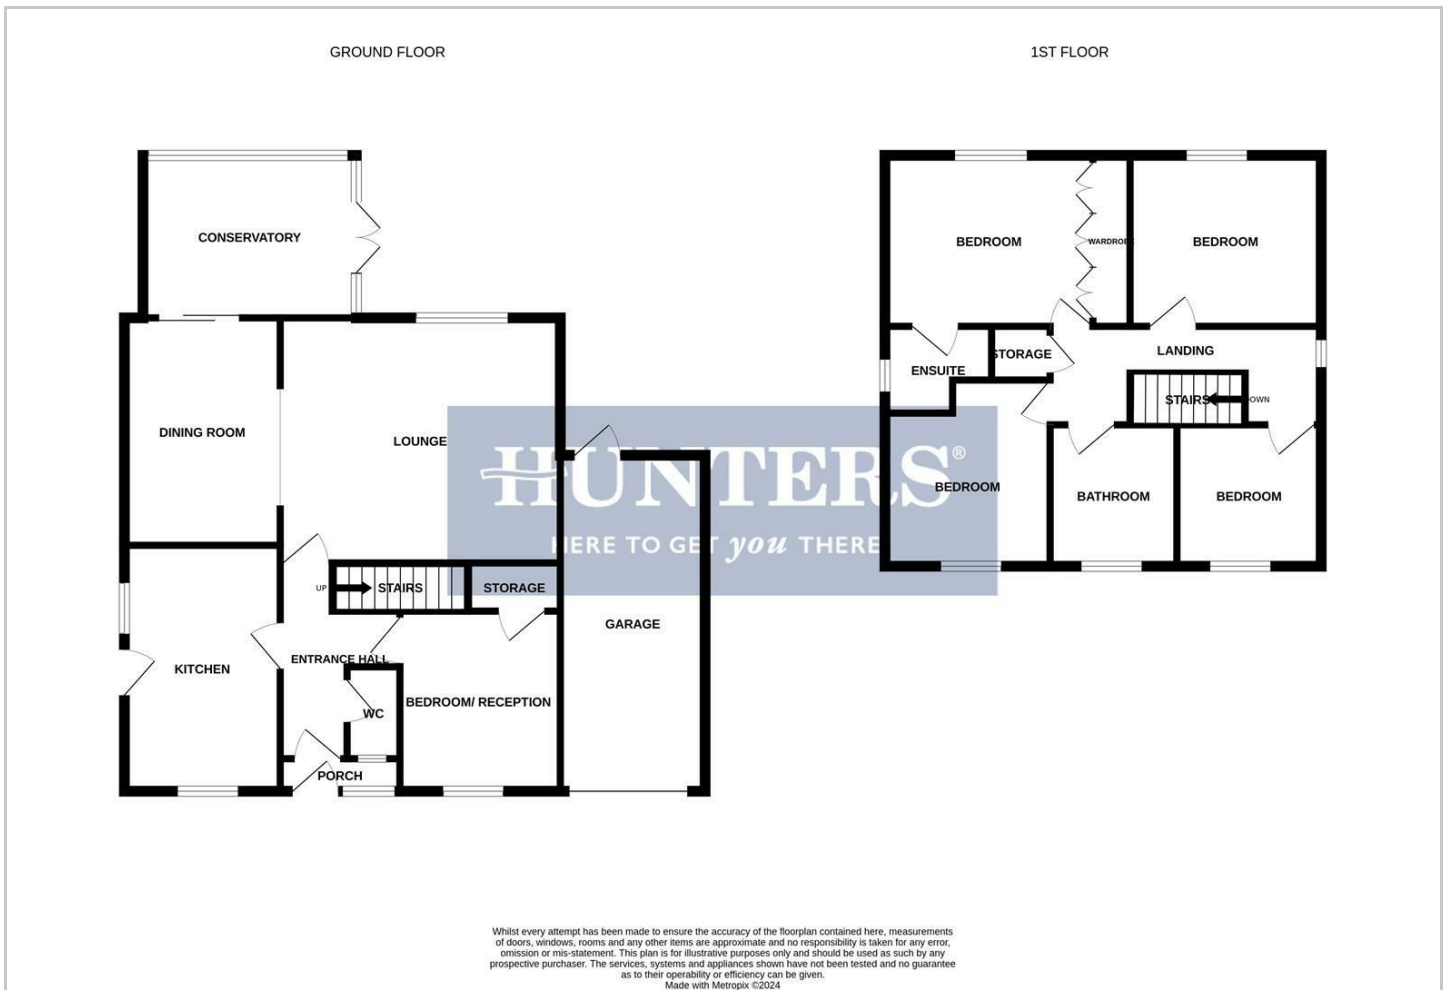 GROUND FLOOR
1ST FLOOR
CONSERVATORY
DINING ROOM
LOUNGE
UP
STAIRS
STORAGE
KITCHEN
ENTRANCE HALL
WC
BEDROOM/ RECEPTION
GARAGE
PORCH
BEDROOM
WARDROBE
BEDROOM
ENSUITE
STORAGE
LANDING
STAIRS
DOWN
BEDROOM
BATHROOM
BEDROOM
HUNTERS®
HERE TO GET you THERE
Whilst every attempt has been made to ensure the accuracy of the floorplan contained here, measurements
of doors, windows, rooms and any other items are approximate and no responsibility is taken for any error,
omission or mis-statement. This plan is for illustrative purposes only and should be used as such by any
prospective purchaser. The services, systems and appliances shown have not been tested and no guarantee
as to their operability or efficiency can be given.
Made with Metropix ©2024